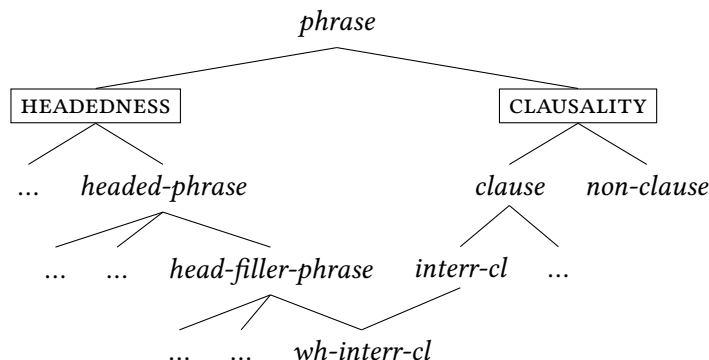 phrase
HEADEDNESS CLAUSALITY
... headed-phrase clause non-clause
... ... head-filler-phrase interr-cl ...
... ... wh-interr-cl